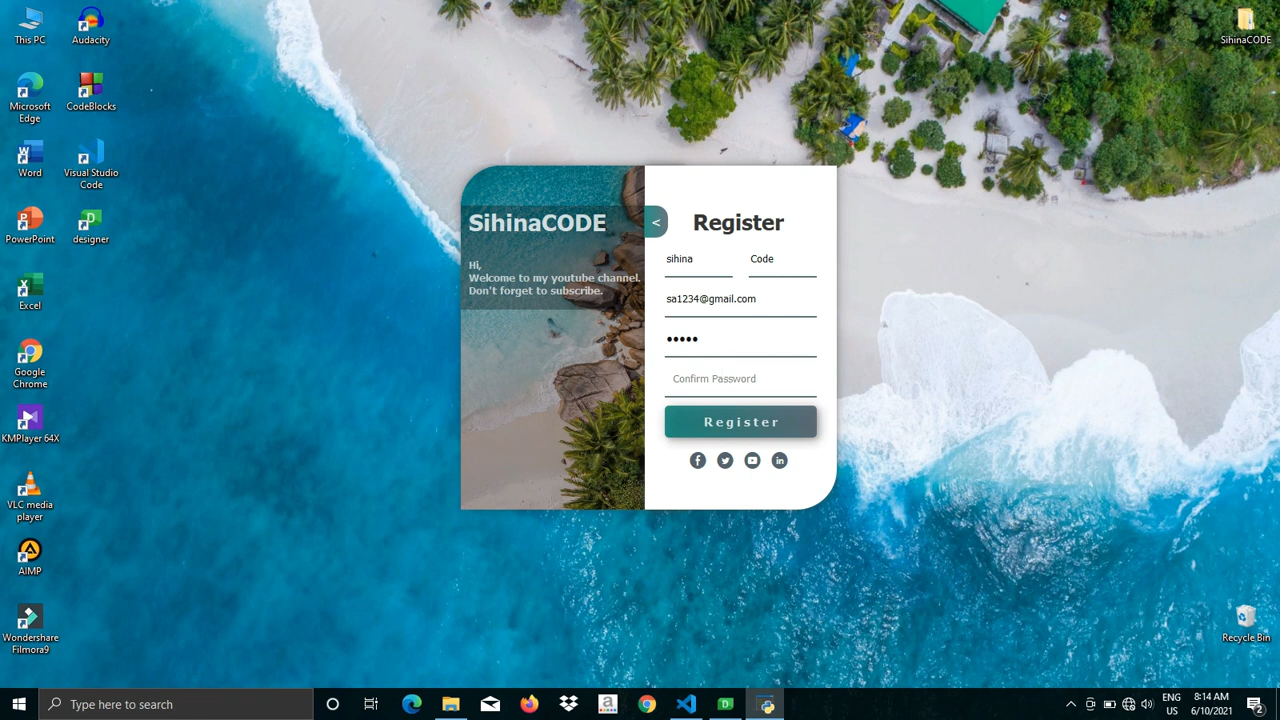 This PC
Audacity
SihinaCODE
Microsoft
Edge
CodeBlocks
Word
Visual Studio
Code
PowerPoint
designer
Excel
Google
Chrome
KMPlayer 64X
VLC media
player
AIMP
Wondershare
Filmora9
Recycle Bin
SihinaCODE
Hi,
Welcome to my youtube channel.
Don't forget to subscribe.
<
Register
sihina
Code
sa1234@gmail.com
●●●●●
Confirm Password
Register
Type here to search
ENG
US
8:14 AM
6/10/2021
2